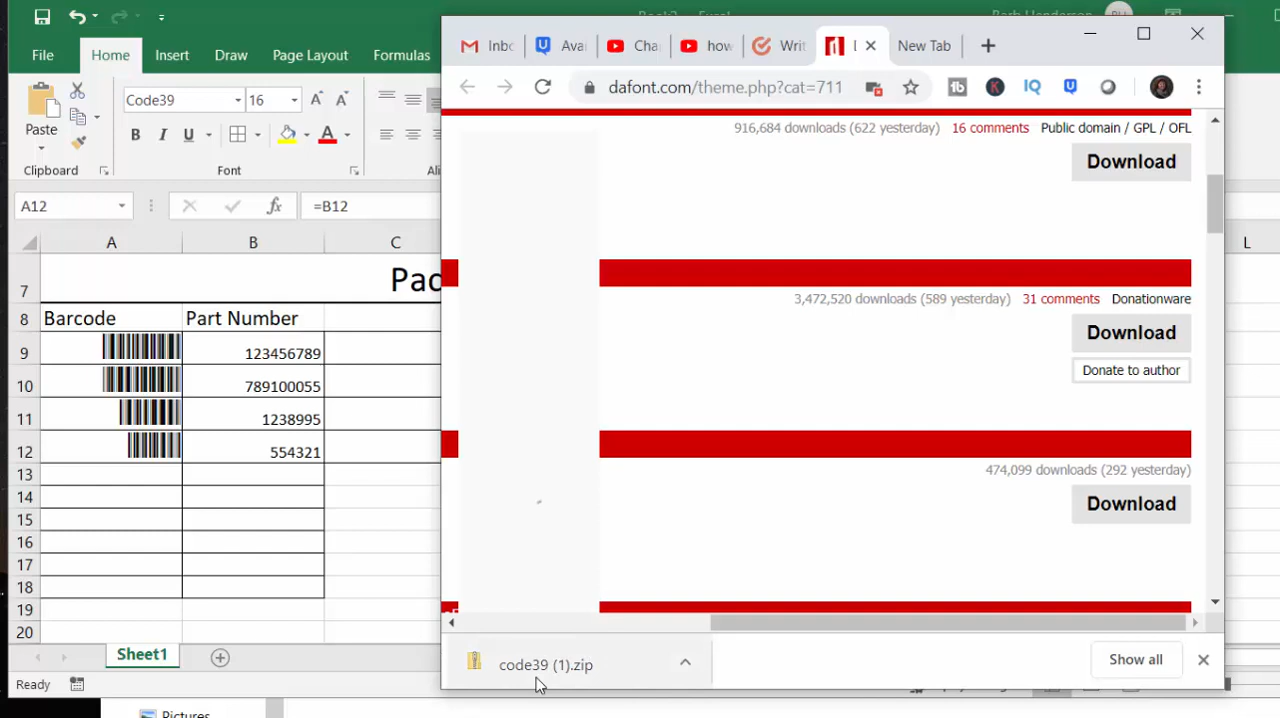 Barb Henderson
File Home Insert Draw Page Layout Formulas
Inbo Ava Cha how Writ New Tab
dafont.com/theme.php?cat=711
Code39 16
Paste
B I U
Clipboard Font
A12 =B12
916,684 downloads (622 yesterday) 16 comments Public domain / GPL / OFL
Download
A B C L
7
8 Barcode Part Number
9 123456789
10 789100055
11 1238995
12 554321
13
14
15
16
17
18
19
20
3,472,520 downloads (589 yesterday) 31 comments Donationware
Download
Donate to author
474,099 downloads (292 yesterday)
Download
Sheet1
code39 (1).zip
Show all
Ready
Pictures